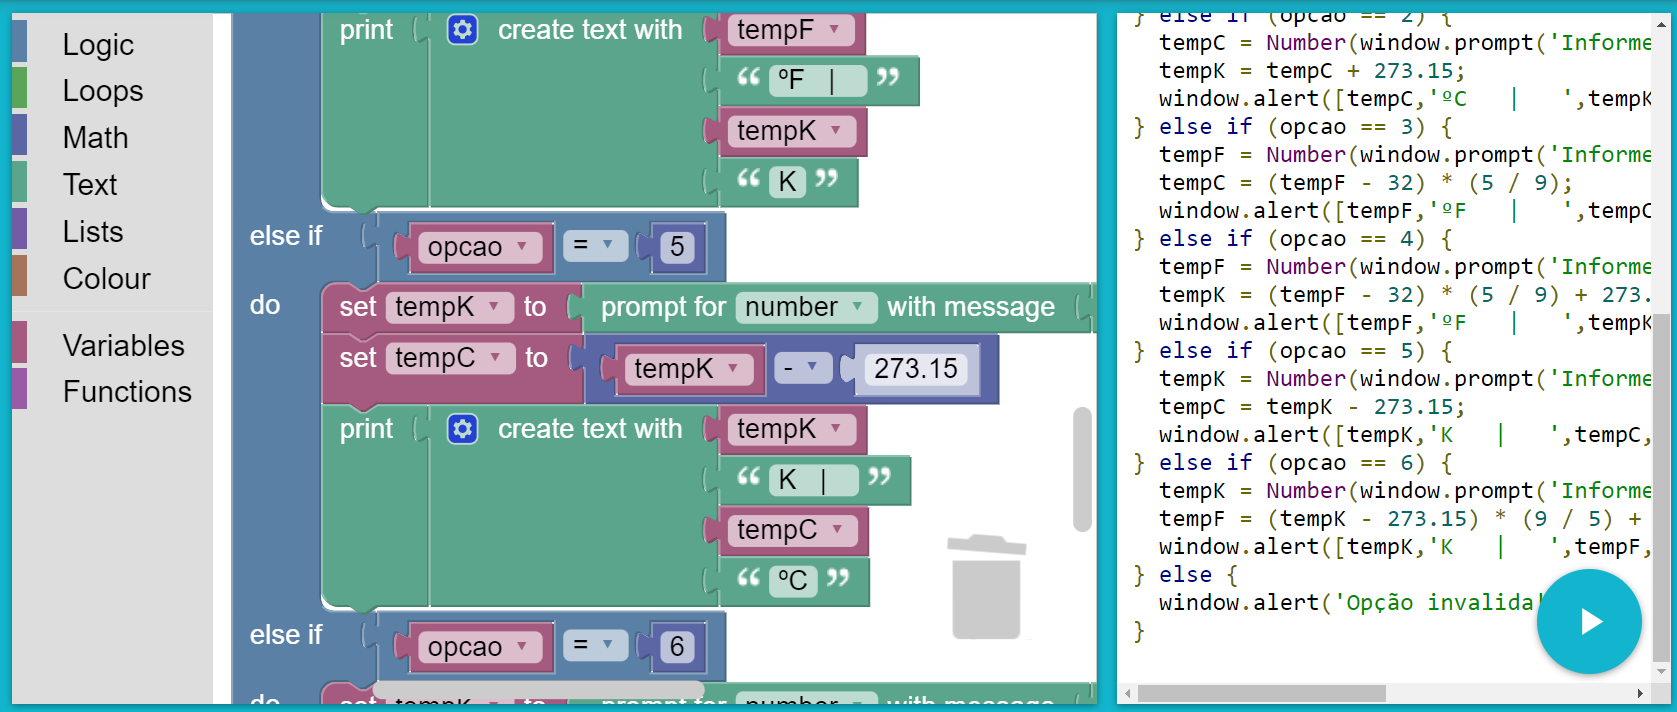 Logic
Loops
Math
Text
Lists
Colour
Variables
Functions
print create text with tempF
“ ºF | ”
tempK
“ K ”
else if opcao = 5
do set tempK to prompt for number with message
set tempC to tempK - 273.15
print create text with tempK
“ K | ”
tempC
“ ºC ”
else if opcao = 6
do set tempK to prompt for number with message
} else if (opcao == 2) {
tempC = Number(window.prompt('Informe
tempK = tempC + 273.15;
window.alert([tempC,'ºC | ',tempK
} else if (opcao == 3) {
tempF = Number(window.prompt('Informe
tempC = (tempF - 32) * (5 / 9);
window.alert([tempF,'ºF | ',tempC
} else if (opcao == 4) {
tempF = Number(window.prompt('Informe
tempK = (tempF - 32) * (5 / 9) + 273.
window.alert([tempF,'ºF | ',tempK
} else if (opcao == 5) {
tempK = Number(window.prompt('Informe
tempC = tempK - 273.15;
window.alert([tempK,'K | ',tempC,
} else if (opcao == 6) {
tempK = Number(window.prompt('Informe
tempF = (tempK - 273.15) * (9 / 5) +
window.alert([tempK,'K | ',tempF,
} else {
window.alert('Opção invalida!
}